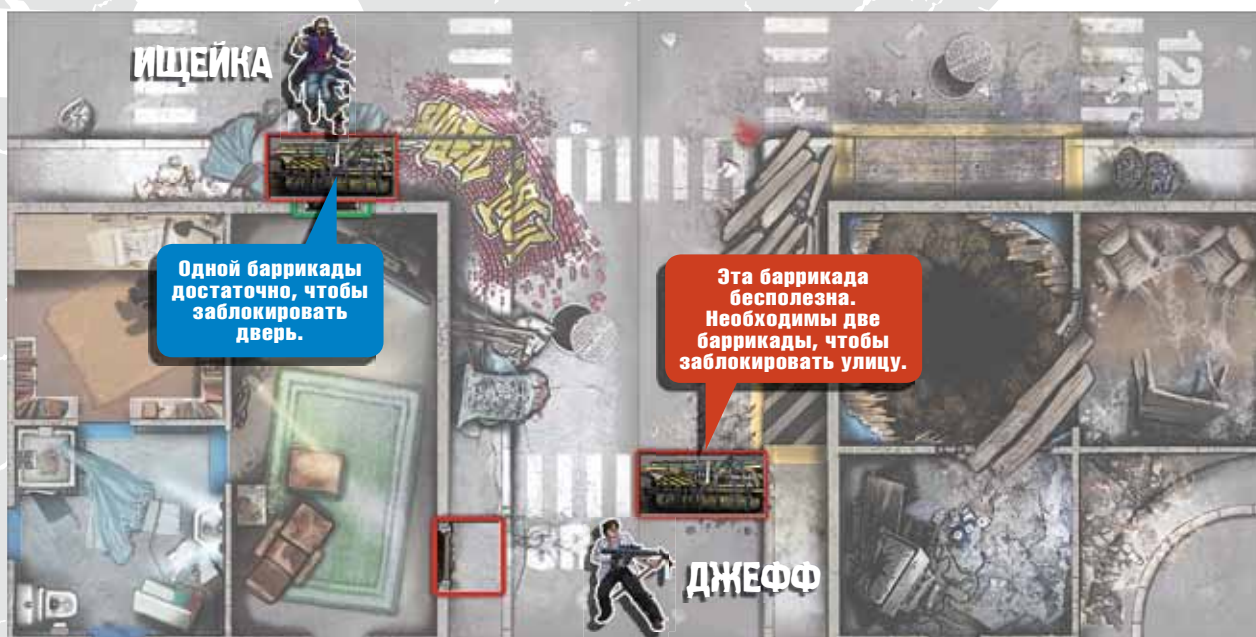 ИЩЕЙКА
12R
Одной баррикады
достаточно, чтобы
заблокировать
дверь.
Эта баррикада
бесполезна.
Необходимы две
баррикады, чтобы
заблокировать улицу.
ДЖЕФФ